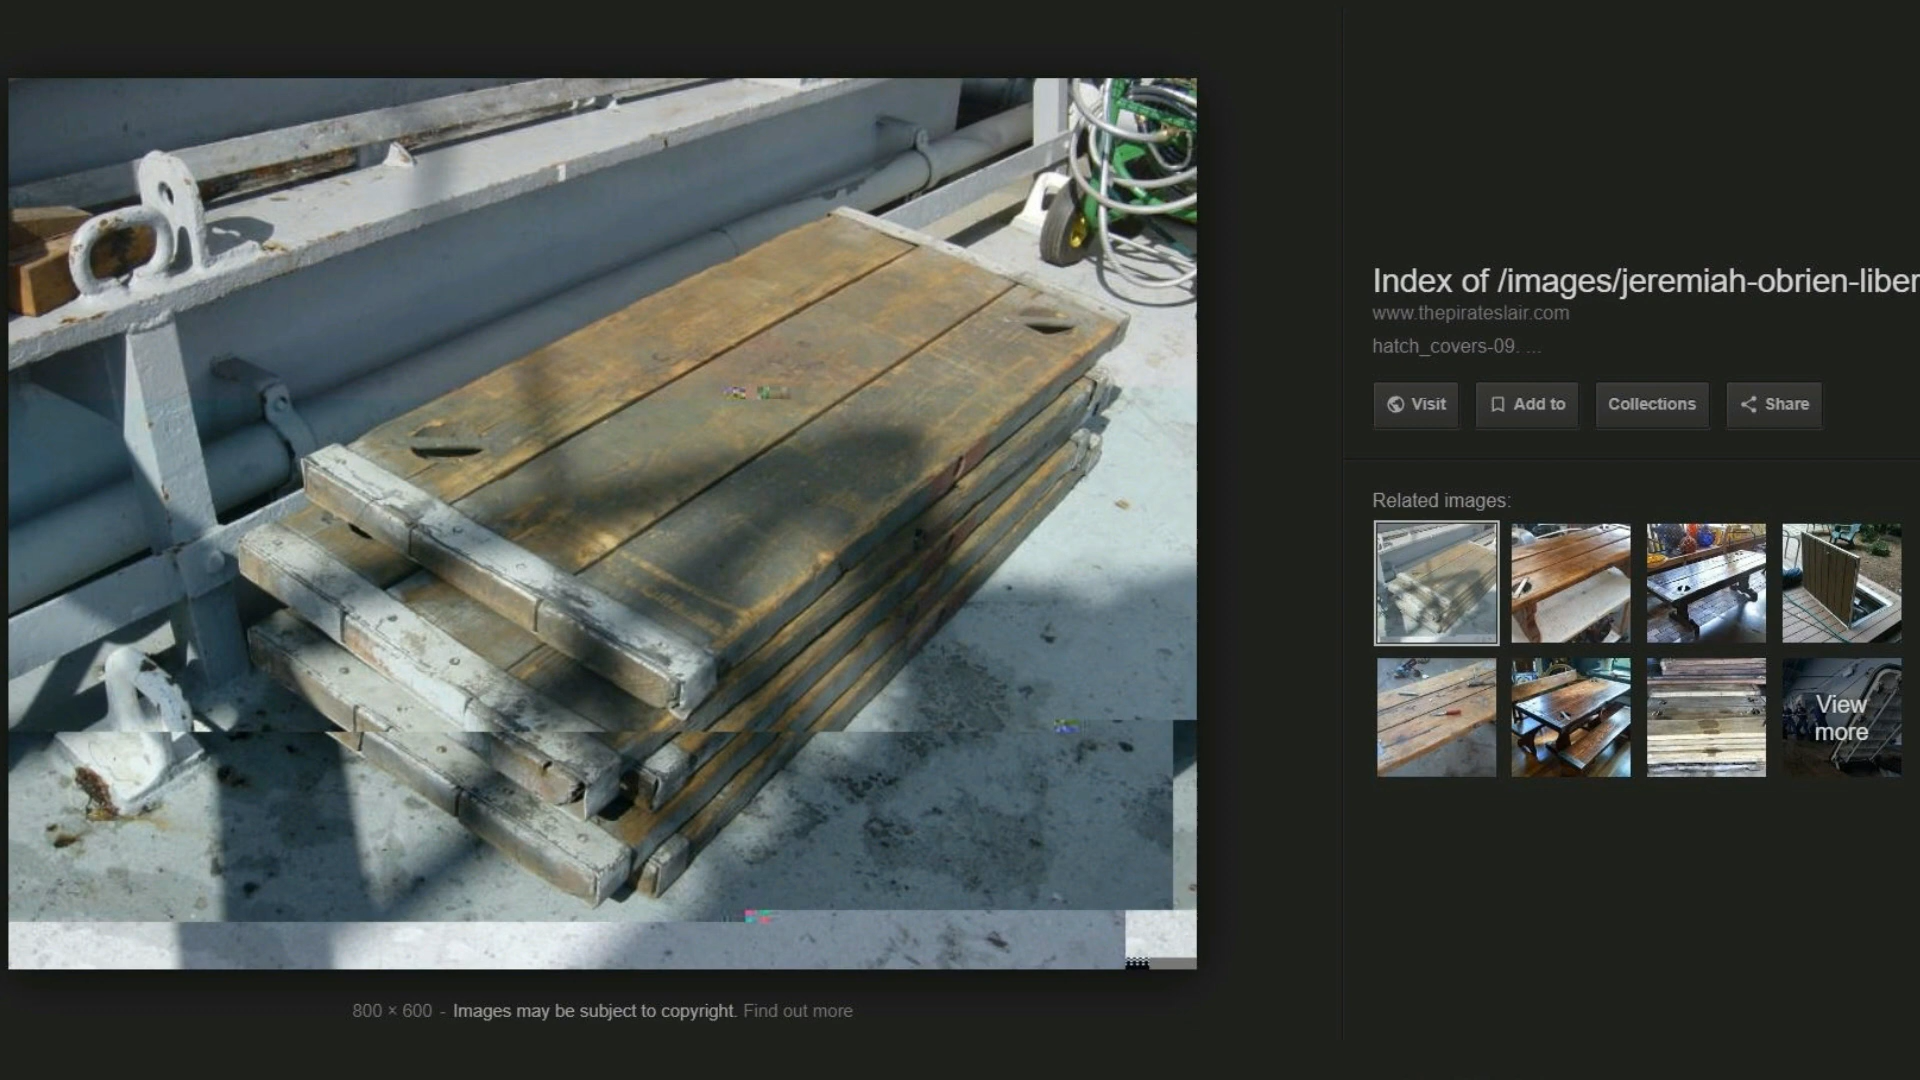 Index of /images/jeremiah-obrien-liber
www.thepirateslair.com
hatch_covers-09. ...
Visit
Add to
Collections
Share
Related images:
View
more
800 × 600 - Images may be subject to copyright. Find out more